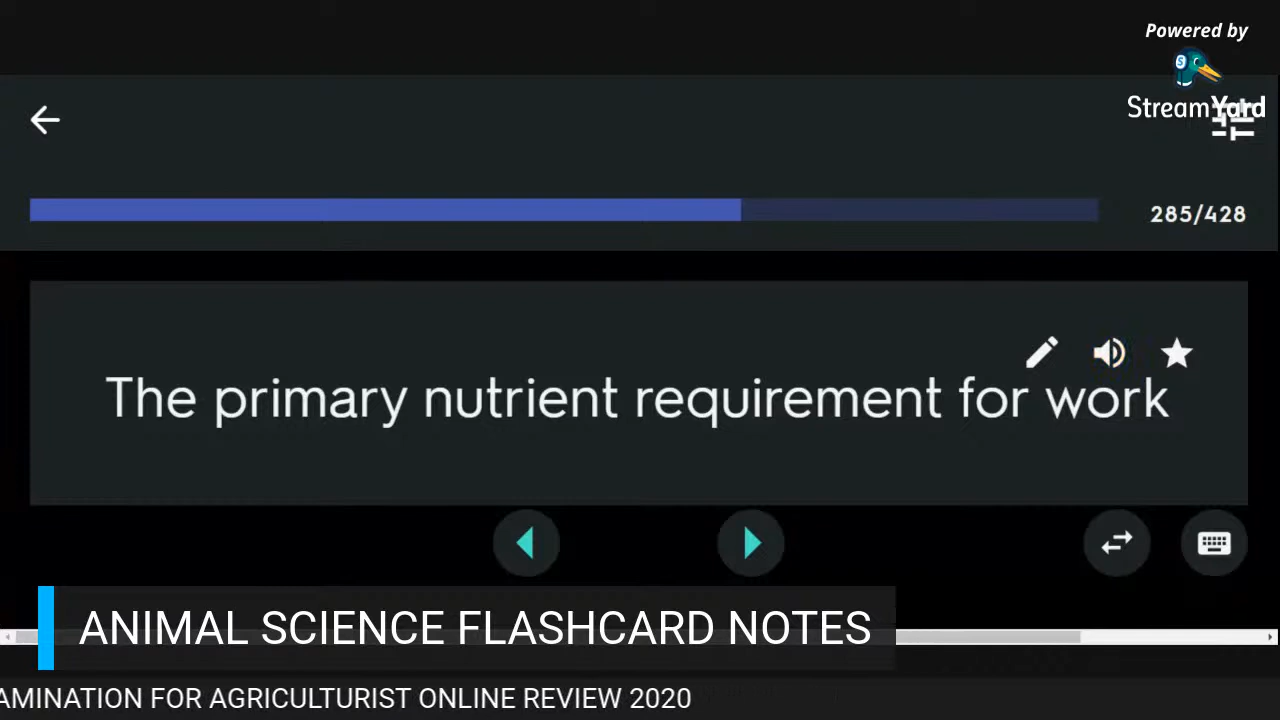 Powered by
StreamYard
285/428
The primary nutrient requirement for work
ANIMAL SCIENCE FLASHCARD NOTES
AMINATION FOR AGRICULTURIST ONLINE REVIEW 2020